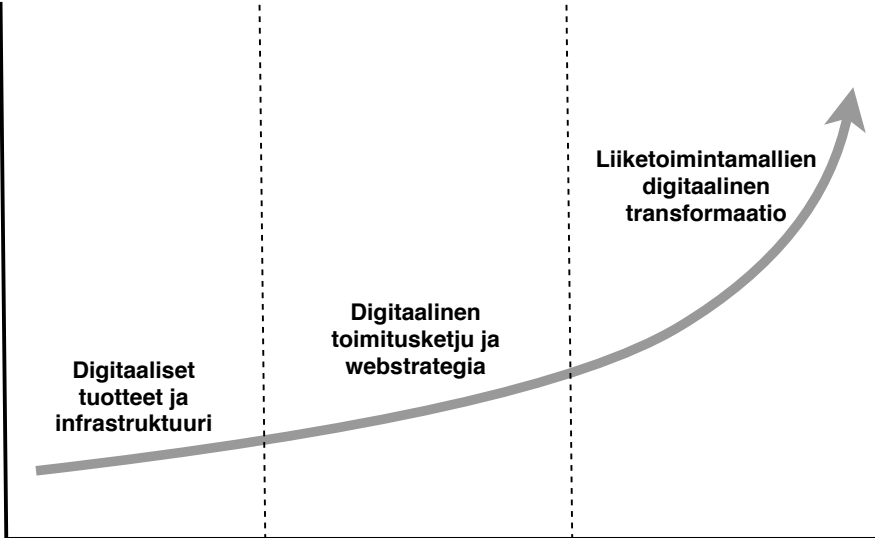 Digitaaliset
tuotteet ja
infrastruktuuri
Digitaalinen
toimitusketju ja
webstrategia
Liiketoimintamallien
digitaalinen
transformaatio